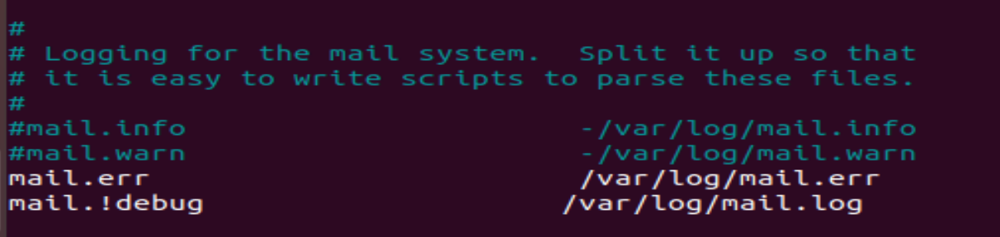 #
# Logging for the mail system.  Split it up so that
# it is easy to write scripts to parse these files.
#
#mail.info                      -/var/log/mail.info
#mail.warn                      -/var/log/mail.warn
mail.err                        /var/log/mail.err
mail.!debug                    /var/log/mail.log